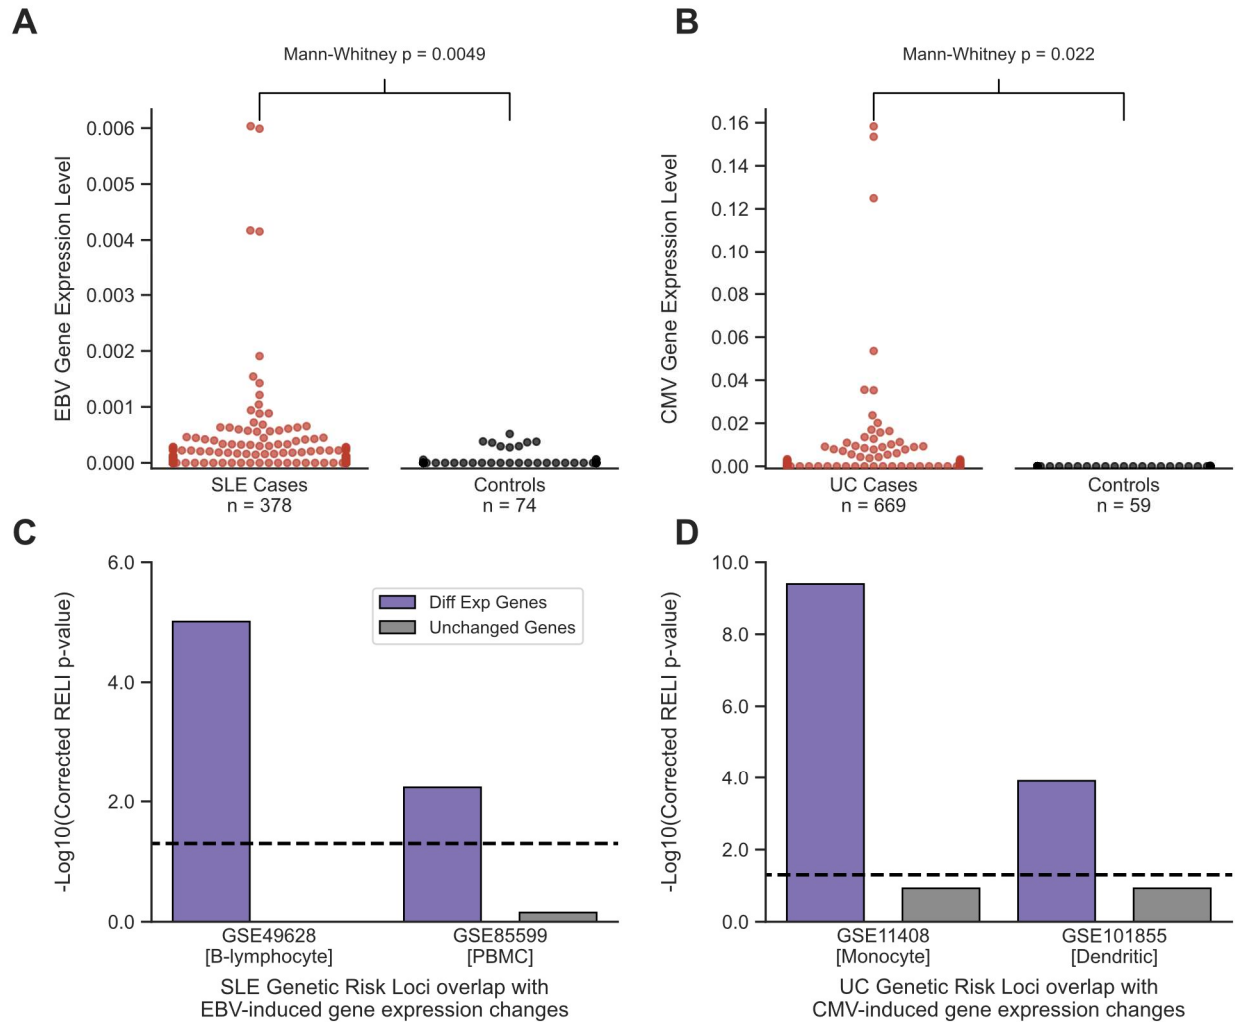 A
Mann-Whitney p = 0.0049
EBV Gene Expression Level
0.006
0.005
0.004
0.003
0.002
0.001
0.000
SLE Cases
n = 378
Controls
n = 74
B
Mann-Whitney p = 0.022
CMV Gene Expression Level
0.16
0.14
0.12
0.10
0.08
0.06
0.04
0.02
0.00
UC Cases
n = 669
Controls
n = 59
C
-Log10(Corrected RELI p-value)
6.0
4.0
2.0
0.0
Diff Exp Genes
Unchanged Genes
GSE49628
[B-lymphocyte]
GSE85599
[PBMC]
SLE Genetic Risk Loci overlap with
EBV-induced gene expression changes
D
-Log10(Corrected RELI p-value)
10.0
8.0
6.0
4.0
2.0
0.0
GSE11408
[Monocyte]
GSE101855
[Dendritic]
UC Genetic Risk Loci overlap with
CMV-induced gene expression changes